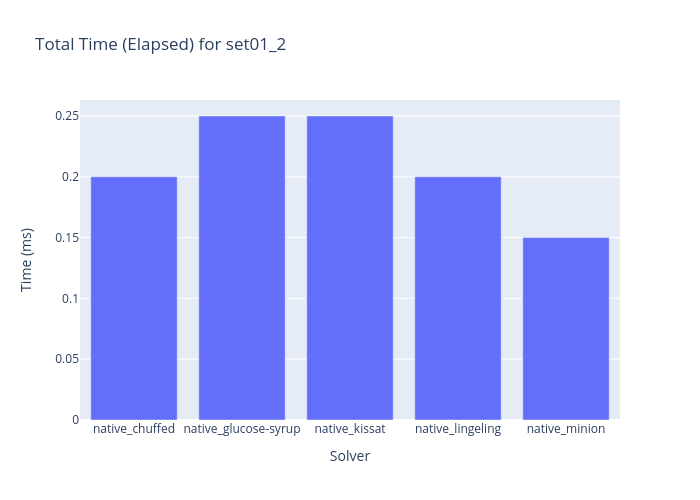 Total Time (Elapsed) for set01_2
Time (ms)
0.25
0.2
0.15
0.1
0.05
0
native_chuffed native_glucose-syrup native_kissat native_lingeling native_minion
Solver